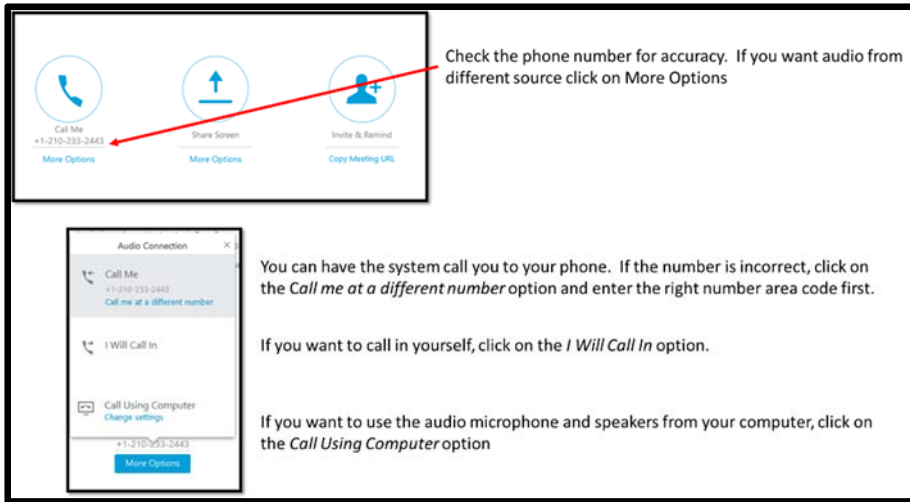 Check the phone number for accuracy.  If you want audio from
different source click on More Options
Call Me
+1-210-233-2443
More Options
Share Screen
More Options
Invite & Remind
Copy Meeting URL
Audio Connection ×
Call Me
+1-210-233-2443
Call me at a different number
You can have the system call you to your phone.  If the number is incorrect, click on
the Call me at a different number option and enter the right number area code first.
I Will Call In
If you want to call in yourself, click on the I Will Call In option.
Call Using Computer
Change settings
If you want to use the audio microphone and speakers from your computer, click on
the Call Using Computer option
+1-210-233-2443
More Options